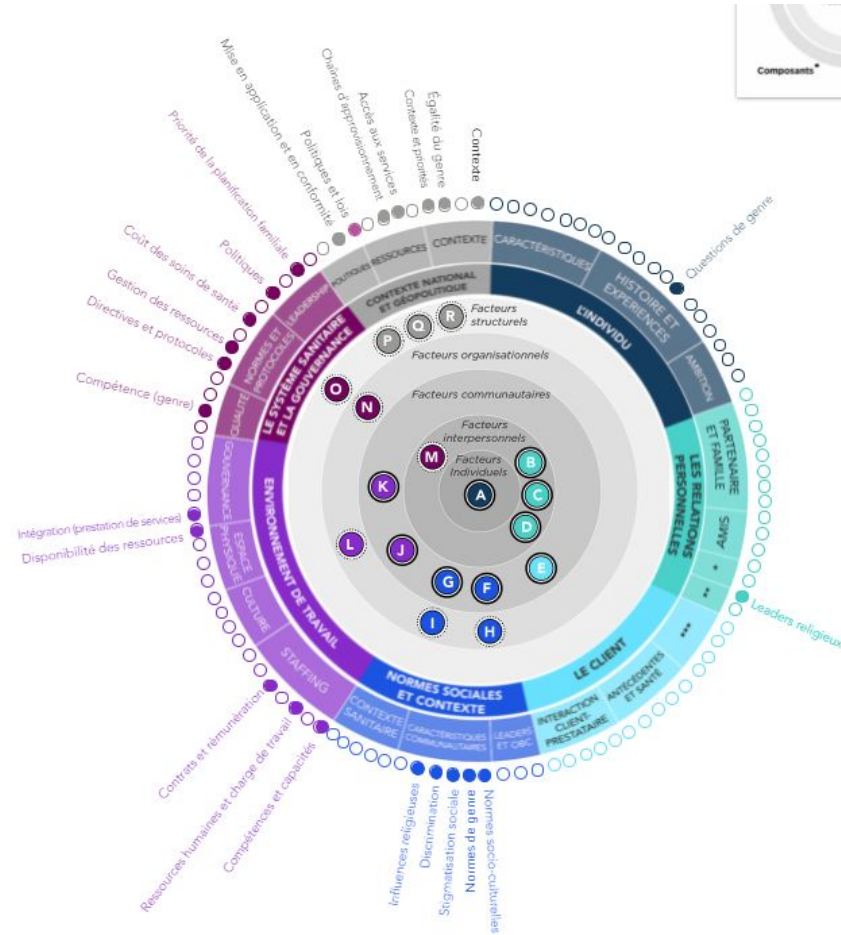 Composants*
Mise en application et en conformité
Politiques et lois
Chaînes d'approvisionnement
Accès aux services
Contexte et priorités
Égalité du genre
Contexte
Questions de genre
Priorité de la planification familiale
Politiques
Coût des soins de santé
Gestion des ressources
Directives et protocoles
Compétence (genre)
Intégration (prestation de services)
Disponibilité des ressources
Contrats et rémunération
Ressources humaines et charge de travail
Compétences et capacités
Influences religieuses
Discrimination
Stigmatisation sociale
Normes de genre
Normes socio-culturelles
Leaders religieux
POLITIQUES
RESSOURCES
CONTEXTE
CARACTÉRISTIQUES
HISTOIRE ET
EXPÉRIENCES
AMBITION
PARTENAIRE
ET FAMILLE
AMIS
*
**
***
ANTÉCÉDENTES
ET SANTÉ
INTERACTION
CLIENT-
PRESTATAIRE
LEADERS
ET OBC
CARACTÉRISTIQUES
COMMUNAUTAIRES
CONTEXTE
SANITAIRE
STAFFING
CULTURE
ESPACE
PHYSIQUE
GOUVERNANCE
QUALITÉ
NORMES ET
PROTOCOLES
LEADERSHIP
CONTEXTE NATIONAL
ET GÉOPOLITIQUE
L'INDIVIDU
LES RELATIONS
PERSONNELLES
LE CLIENT
NORMES SOCIALES
ET CONTEXTE
ENVIRONNEMENT DE TRAVAIL
LE SYSTÈME SANITAIRE
ET LA GOUVERNANCE
Facteurs
structurels
Facteurs organisationnels
Facteurs communautaires
Facteurs
interpersonnels
Facteurs
Individuels
R
Q
P
O
N
M
B
A
C
K
D
L
J
E
G
F
I
H